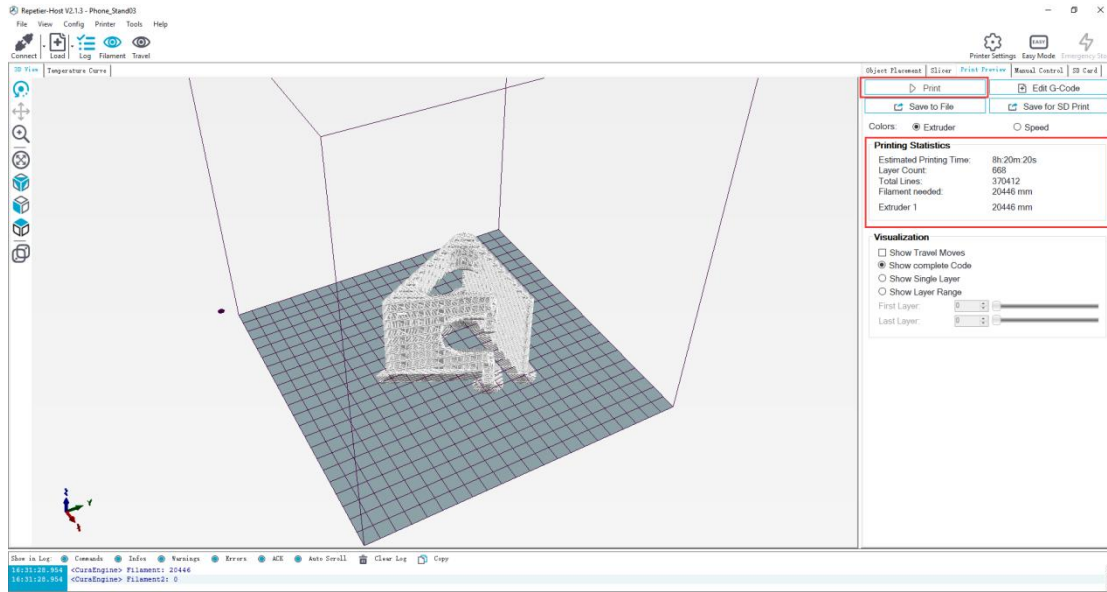 Repetier-Host V2.1.3 - Phone_Stand03
File View Config Printer Tools Help
Connect Load Log Filament Travel
Printer Settings Easy Mode Emergency Sto
EASY
3D View Temperature Curve
Object Placement Slicer Print Preview Manual Control SD Card
Print Edit G-Code
Save to File Save for SD Print
Colors: Extruder Speed
Printing Statistics
Estimated Printing Time: 8h:20m:20s
Layer Count: 668
Total Lines: 370412
Filament needed: 20446 mm
Extruder 1 20446 mm
Visualization
Show Travel Moves
Show complete Code
Show Single Layer
Show Layer Range
First Layer: 0
Last Layer: 0
Show in Log: Commands Infos Warnings Errors ACK Auto Scroll Clear Log Copy
16:31:28.954 <CuraEngine> Filament: 20446
16:31:28.954 <CuraEngine> Filament2: 0